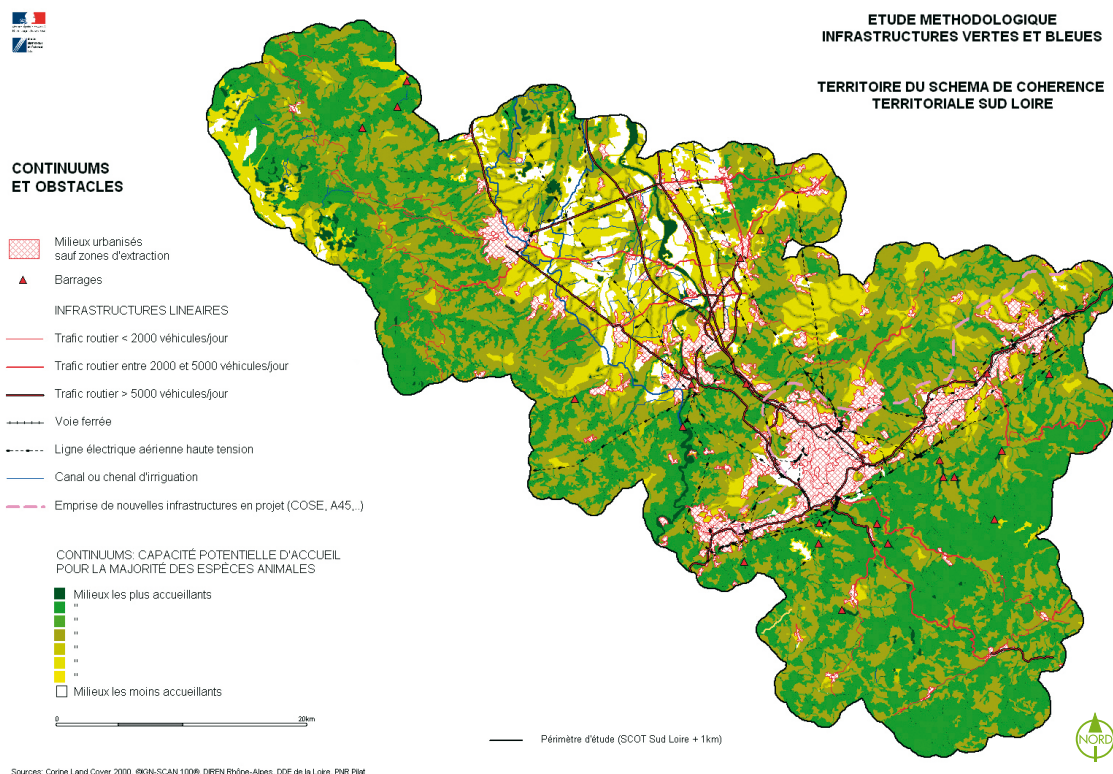 ETUDE METHODOLOGIQUE
INFRASTRUCTURES VERTES ET BLEUES
TERRITOIRE DU SCHEMA DE COHERENCE
TERRITORIALE SUD LOIRE
CONTINUUMS
ET OBSTACLES
Milieux urbanisés
sauf zones d'extraction
Barrages
INFRASTRUCTURES LINEAIRES
Trafic routier < 2000 véhicules/jour
Trafic routier entre 2000 et 5000 véhicules/jour
Trafic routier > 5000 véhicules/jour
Voie ferrée
Ligne électrique aérienne haute tension
Canal ou chenal d'irriguation
Emprise de nouvelles infrastructures en projet (COSE, A45,..)
CONTINUUMS: CAPACITÉ POTENTIELLE D'ACCUEIL
POUR LA MAJORITÉ DES ESPÈCES ANIMALES
Milieux les plus accueillants
"
"
"
"
"
"
Milieux les moins accueillants
0 20km
Périmètre d'étude (SCOT Sud Loire + 1km)
NORD
Sources: Corine Land Cover 2000, ©IGN-SCAN 100®, DIREN Rhône-Alpes, DDE de la Loire, PNR Pilat